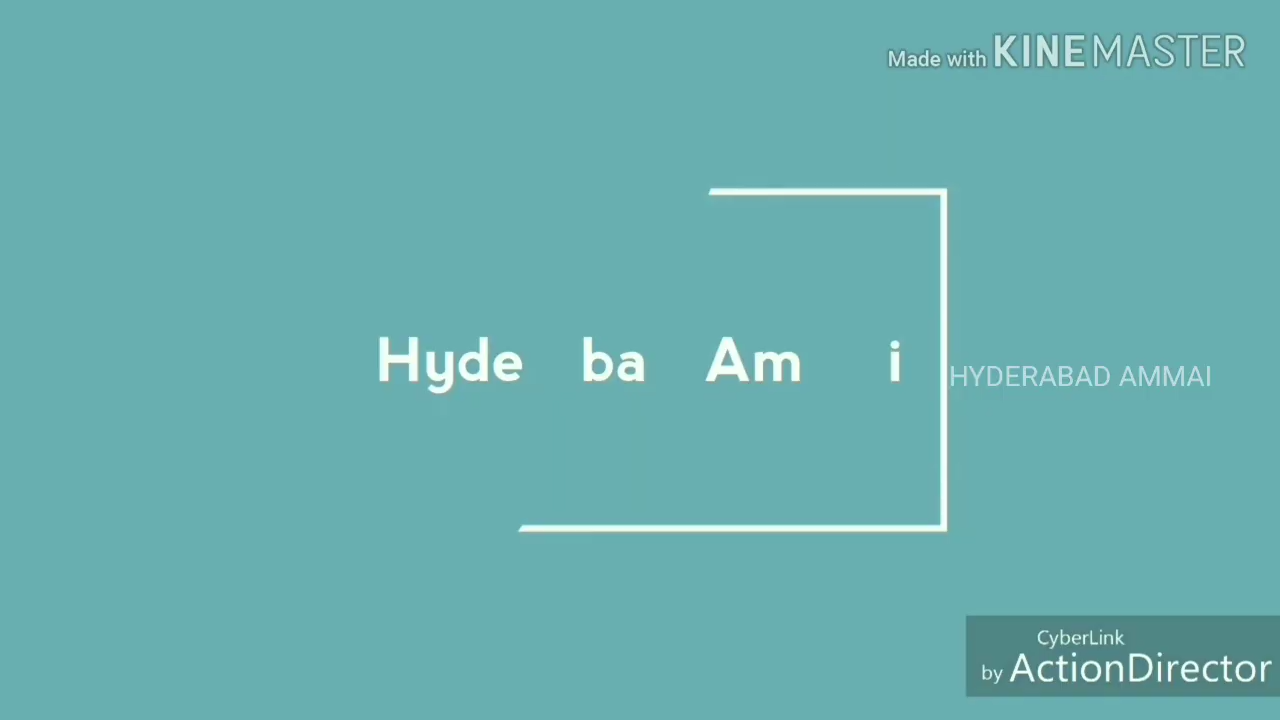 Made with KINEMASTER
Hyde ba Am i
HYDERABAD AMMAI
CyberLink
by ActionDirector